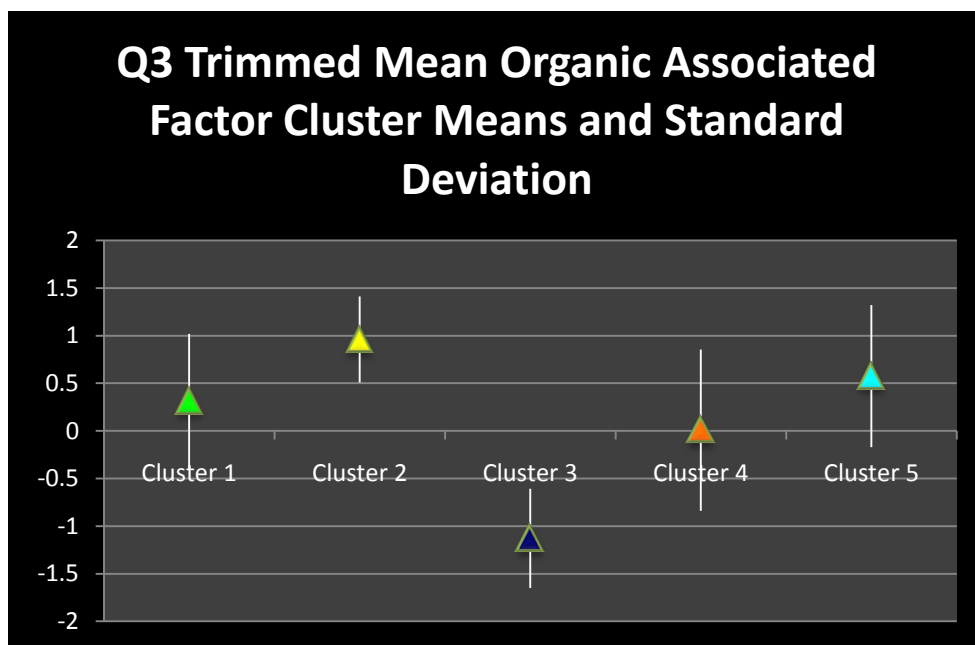 Q3 Trimmed Mean Organic Associated
Factor Cluster Means and Standard
Deviation
2
1.5
1
0.5
0
-0.5
-1
-1.5
-2
Cluster 1 Cluster 2 Cluster 3 Cluster 4 Cluster 5